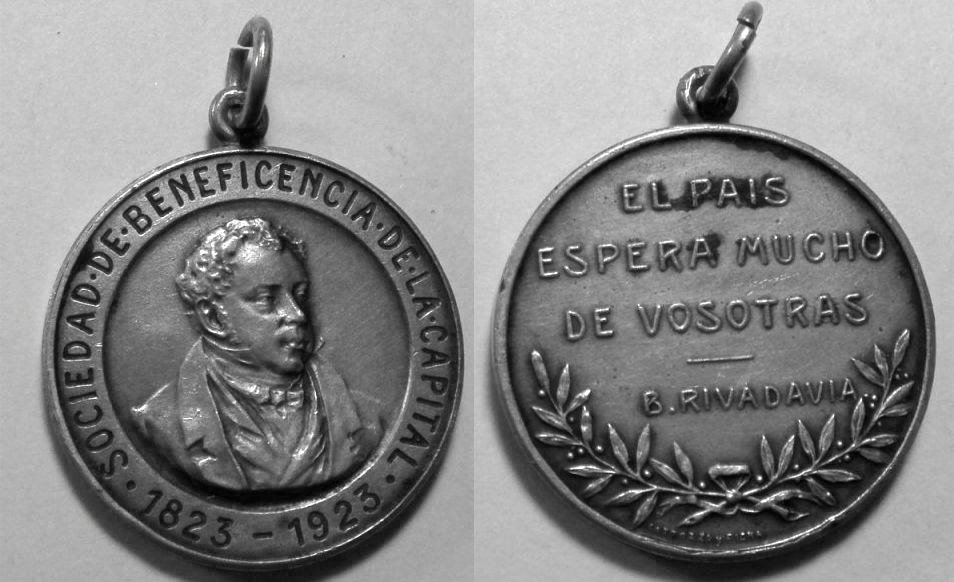 SOCIEDAD·DE·BENEFICENCIA·DE·LA·CAPITAL·
1823-1923·
EL PAIS
ESPERA MUCHO
DE VOSOTRAS
B. RIVADAVIA